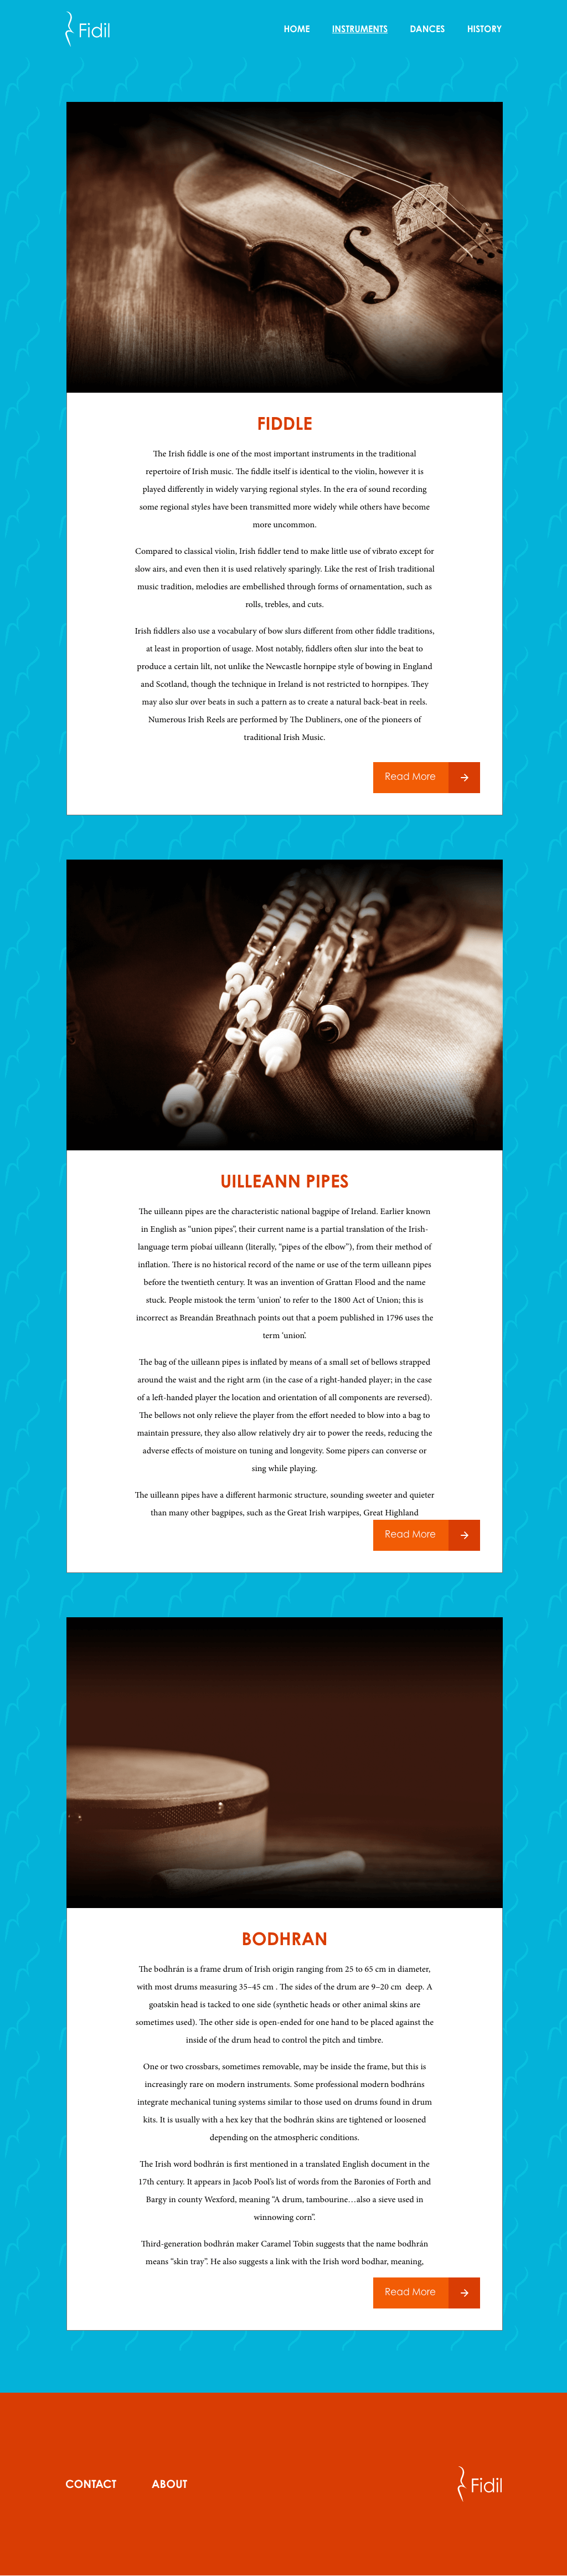 Fidil
HOME INSTRUMENTS DANCES HISTORY
FIDDLE
The Irish fiddle is one of the most important instruments in the traditional
repertoire of Irish music. The fiddle itself is identical to the violin, however it is
played differently in widely varying regional styles. In the era of sound recording
some regional styles have been transmitted more widely while others have become
more uncommon.
Compared to classical violin, Irish fiddler tend to make little use of vibrato except for
slow airs, and even then it is used relatively sparingly. Like the rest of Irish traditional
music tradition, melodies are embellished through forms of ornamentation, such as
rolls, trebles, and cuts.
Irish fiddlers also use a vocabulary of bow slurs different from other fiddle traditions,
at least in proportion of usage. Most notably, fiddlers often slur into the beat to
produce a certain lilt, not unlike the Newcastle hornpipe style of bowing in England
and Scotland, though the technique in Ireland is not restricted to hornpipes. They
may also slur over beats in such a pattern as to create a natural back-beat in reels.
Numerous Irish Reels are performed by The Dubliners, one of the pioneers of
traditional Irish Music.
Read More
UILLEANN PIPES
The uilleann pipes are the characteristic national bagpipe of Ireland. Earlier known
in English as “union pipes”, their current name is a partial translation of the Irish-
language term píobaí uilleann (literally, “pipes of the elbow”), from their method of
inflation. There is no historical record of the name or use of the term uilleann pipes
before the twentieth century. It was an invention of Grattan Flood and the name
stuck. People mistook the term ‘union’ to refer to the 1800 Act of Union; this is
incorrect as Breandán Breathnach points out that a poem published in 1796 uses the
term ‘union’.
The bag of the uilleann pipes is inflated by means of a small set of bellows strapped
around the waist and the right arm (in the case of a right-handed player; in the case
of a left-handed player the location and orientation of all components are reversed).
The bellows not only relieve the player from the effort needed to blow into a bag to
maintain pressure, they also allow relatively dry air to power the reeds, reducing the
adverse effects of moisture on tuning and longevity. Some pipers can converse or
sing while playing.
The uilleann pipes have a different harmonic structure, sounding sweeter and quieter
than many other bagpipes, such as the Great Irish warpipes, Great Highland
Read More
BODHRAN
The bodhrán is a frame drum of Irish origin ranging from 25 to 65 cm in diameter,
with most drums measuring 35–45 cm . The sides of the drum are 9–20 cm  deep. A
goatskin head is tacked to one side (synthetic heads or other animal skins are
sometimes used). The other side is open-ended for one hand to be placed against the
inside of the drum head to control the pitch and timbre.
One or two crossbars, sometimes removable, may be inside the frame, but this is
increasingly rare on modern instruments. Some professional modern bodhráns
integrate mechanical tuning systems similar to those used on drums found in drum
kits. It is usually with a hex key that the bodhrán skins are tightened or loosened
depending on the atmospheric conditions.
The Irish word bodhrán is first mentioned in a translated English document in the
17th century. It appears in Jacob Pool’s list of words from the Baronies of Forth and
Bargy in county Wexford, meaning “A drum, tambourine…also a sieve used in
winnowing corn”.
Third-generation bodhrán maker Caramel Tobin suggests that the name bodhrán
means “skin tray”. He also suggests a link with the Irish word bodhar, meaning,
Read More
CONTACT ABOUT
Fidil